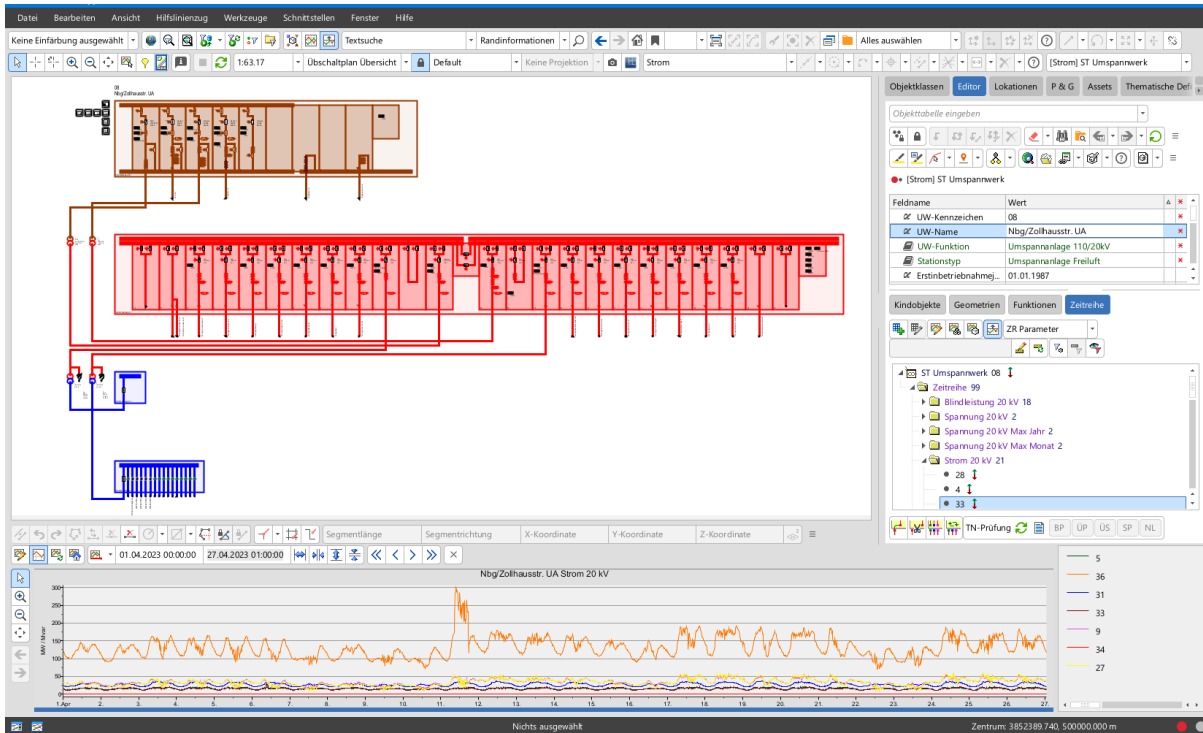 Datei Bearbeiten Ansicht Hilfslinienzug Werkzeuge Schnittstellen Fenster Hilfe
Keine Einfärbung ausgewählt Textsuche Randinformationen Alles auswählen
1:63.17 Übschaltplan Übersicht Default Keine Projektion Strom [Strom] ST Umspannwerk
08
Nbg/Zollhausstr. UA
Objektklassen Editor Lokationen P & G Assets Thematische Def
Objekttabelle eingeben
[Strom] ST Umspannwerk
Feldname Wert
UW-Kennzeichen 08
UW-Name Nbg/Zollhausstr. UA
UW-Funktion Umspannanlage 110/20kV
Stationstyp Umspannanlage Freiluft
Erstinbetriebnahmej... 01.01.1987
Kindobjekte Geometrien Funktionen Zeitreihe
ZR Parameter
ST Umspannwerk 08
Zeitreihe 99
Blindleistung 20 kV 18
Spannung 20 kV 2
Spannung 20 kV Max Jahr 2
Spannung 20 kV Max Monat 2
Strom 20 kV 21
28
4
33
TN-Prüfung BP ÜP ÜS SP NL
Segmentlänge Segmentrichtung X-Koordinate Y-Koordinate Z-Koordinate
01.04.2023 00:00:00 27.04.2023 01:00:00
Nbg/Zollhausstr. UA Strom 20 kV
MW / Mvar
300
250
200
150
100
50
0
1.Apr 2. 3. 4. 5. 6. 7. 8. 9. 10. 11. 12. 13. 14. 15. 16. 17. 18. 19. 20. 21. 22. 23. 24. 25. 26. 27.
5
36
31
33
9
34
27
Nichts ausgewählt Zentrum: 3852389.740, 500000.000 m